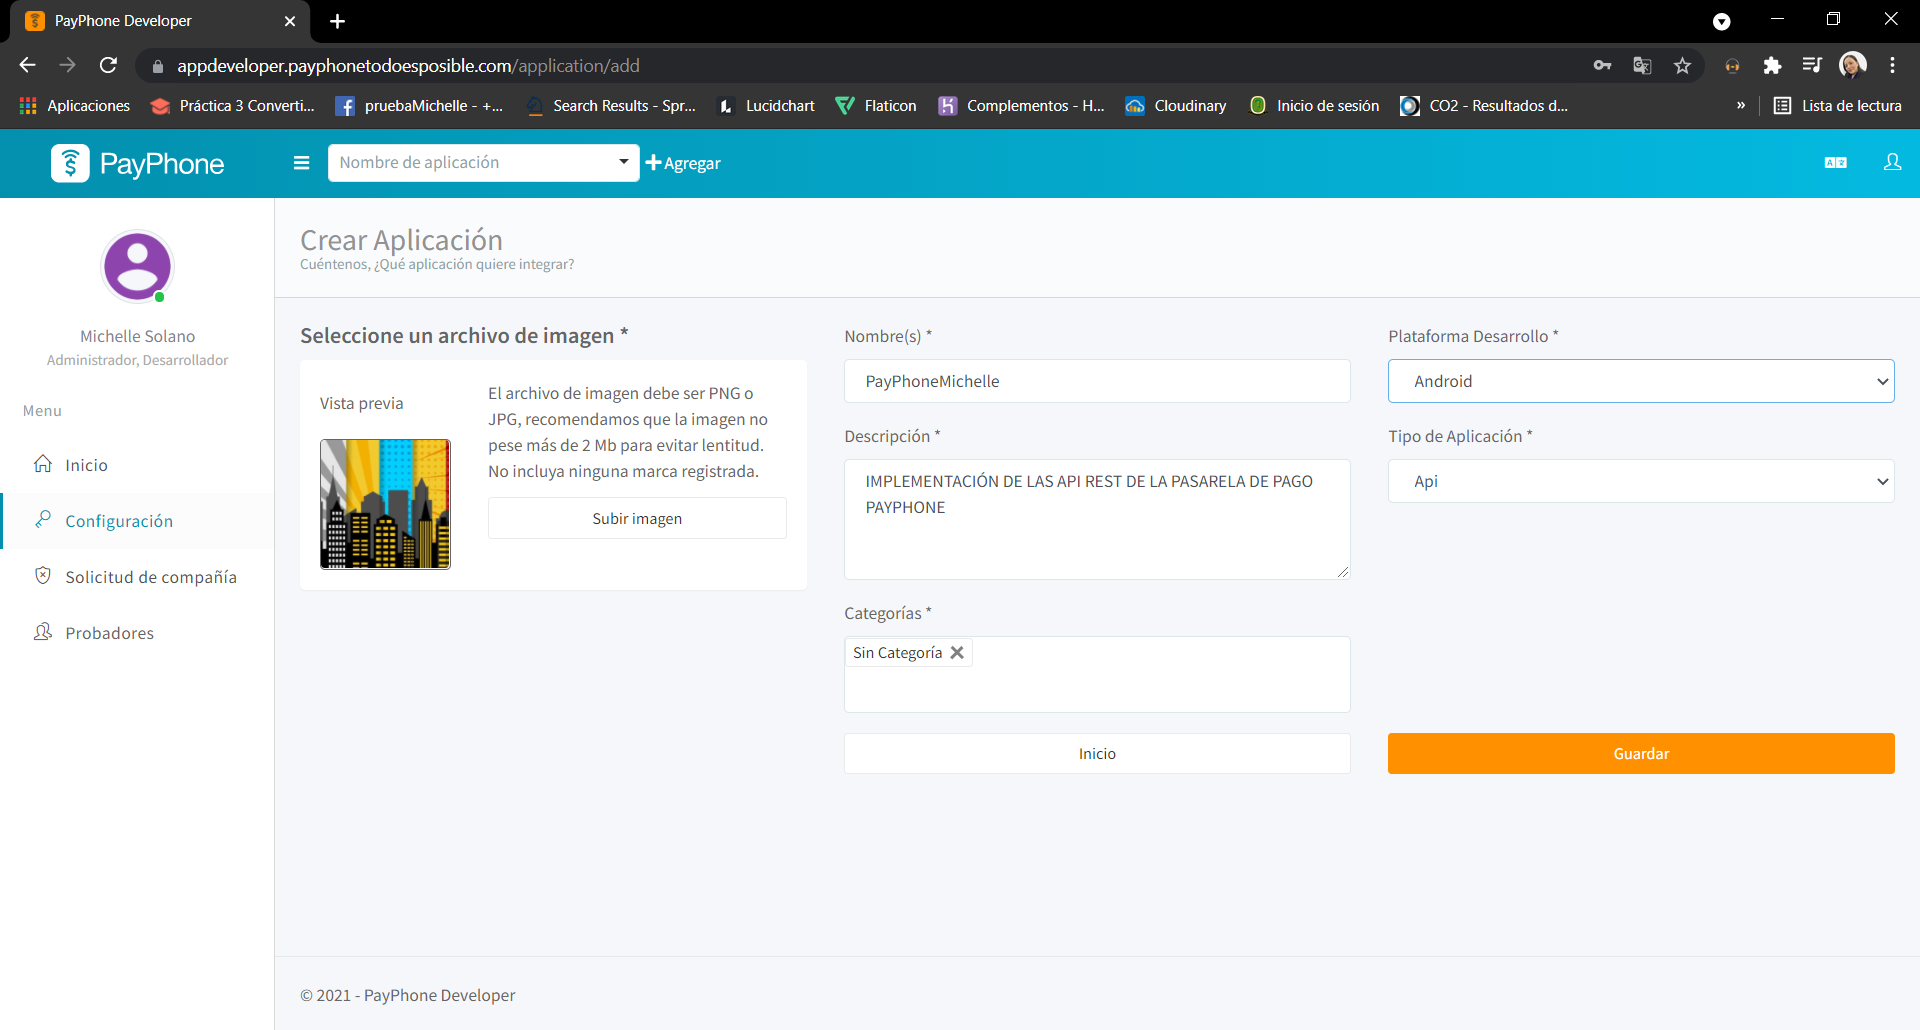 PayPhone Developer
appdeveloper.payphonetodoesposible.com/application/add
Aplicaciones
Práctica 3 Converti...
pruebaMichelle - +...
Search Results - Spr...
Lucidchart
Flaticon
Complementos - H...
Cloudinary
Inicio de sesión
CO2 - Resultados d...
»
Lista de lectura
PayPhone
Nombre de aplicación
Agregar
Michelle Solano
Administrador, Desarrollador
Menu
Inicio
Configuración
Solicitud de compañía
Probadores
Crear Aplicación
Cuéntenos, ¿Qué aplicación quiere integrar?
Seleccione un archivo de imagen *
Vista previa
El archivo de imagen debe ser PNG o
JPG, recomendamos que la imagen no
pese más de 2 Mb para evitar lentitud.
No incluya ninguna marca registrada.
Subir imagen
Nombre(s) *
PayPhoneMichelle
Descripción *
IMPLEMENTACIÓN DE LAS API REST DE LA PASARELA DE PAGO
PAYPHONE
Categorías *
Sin Categoría
Inicio
Plataforma Desarrollo *
Android
Tipo de Aplicación *
Api
Guardar
© 2021 - PayPhone Developer